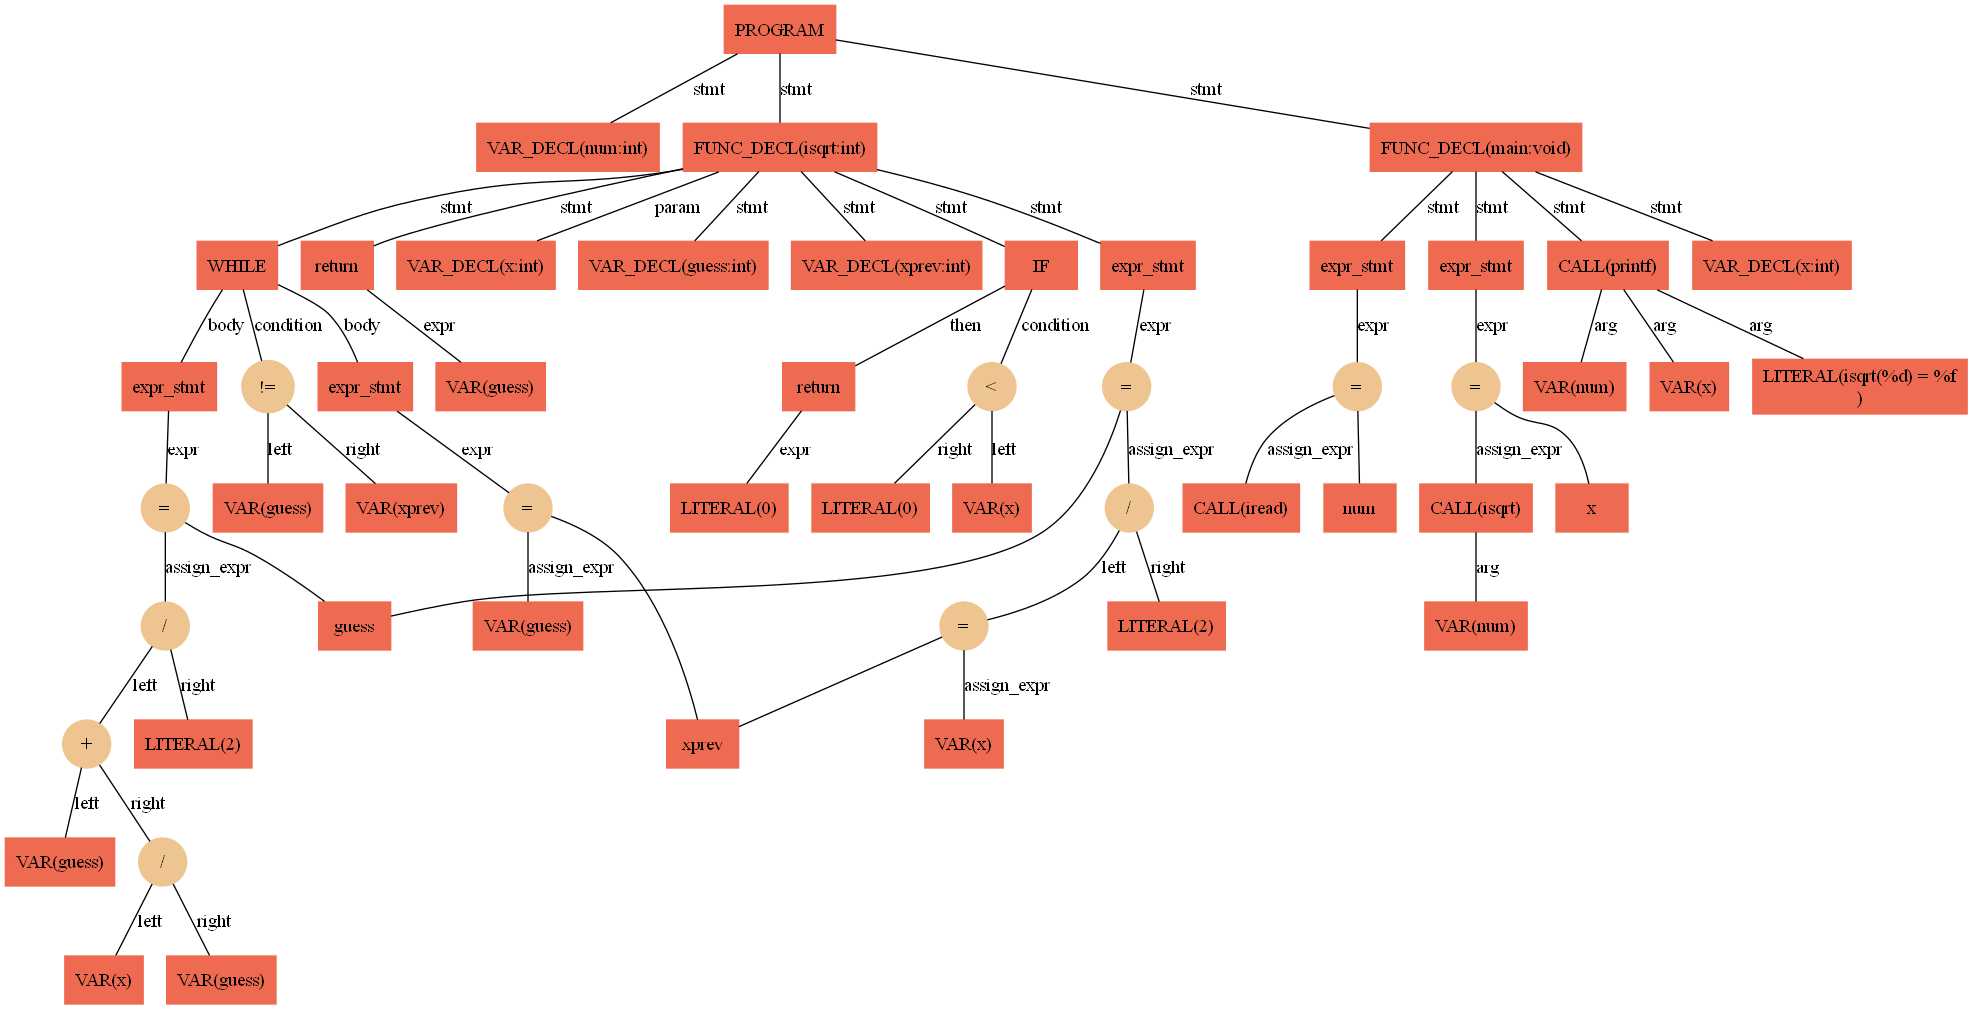 PROGRAM
stmt
stmt
stmt
VAR_DECL(num:int)
FUNC_DECL(isqrt:int)
FUNC_DECL(main:void)
stmt
stmt
param
stmt
stmt
stmt
stmt
stmt
stmt
stmt
stmt
WHILE
return
VAR_DECL(x:int)
VAR_DECL(guess:int)
VAR_DECL(xprev:int)
IF
expr_stmt
expr_stmt
expr_stmt
CALL(printf)
VAR_DECL(x:int)
body
condition
body
expr
then
condition
expr
expr
expr
arg
arg
arg
expr_stmt
!=
expr_stmt
VAR(guess)
return
<
=
=
=
VAR(num)
VAR(x)
LITERAL(isqrt(%d) = %f
)
expr
left
right
expr
expr
right
left
assign_expr
assign_expr
assign_expr
=
VAR(guess)
VAR(xprev)
=
LITERAL(0)
LITERAL(0)
VAR(x)
/
CALL(iread)
num
CALL(isqrt)
x
assign_expr
assign_expr
left
right
arg
/
guess
VAR(guess)
=
LITERAL(2)
VAR(num)
left
right
assign_expr
+
LITERAL(2)
xprev
VAR(x)
left
right
VAR(guess)
/
left
right
VAR(x)
VAR(guess)